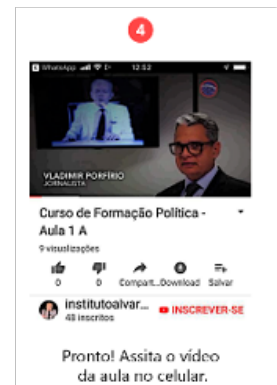 4
WhatsApp 12:52
VLADIMIR PORFÍRIO
JORNALISTA
Curso de Formação Política -
Aula 1 A
9 visualizações
0 0 Compart... Download Salvar
institutoalvar...
48 inscritos
INSCREVER-SE
Pronto! Assita o vídeo
da aula no celular.